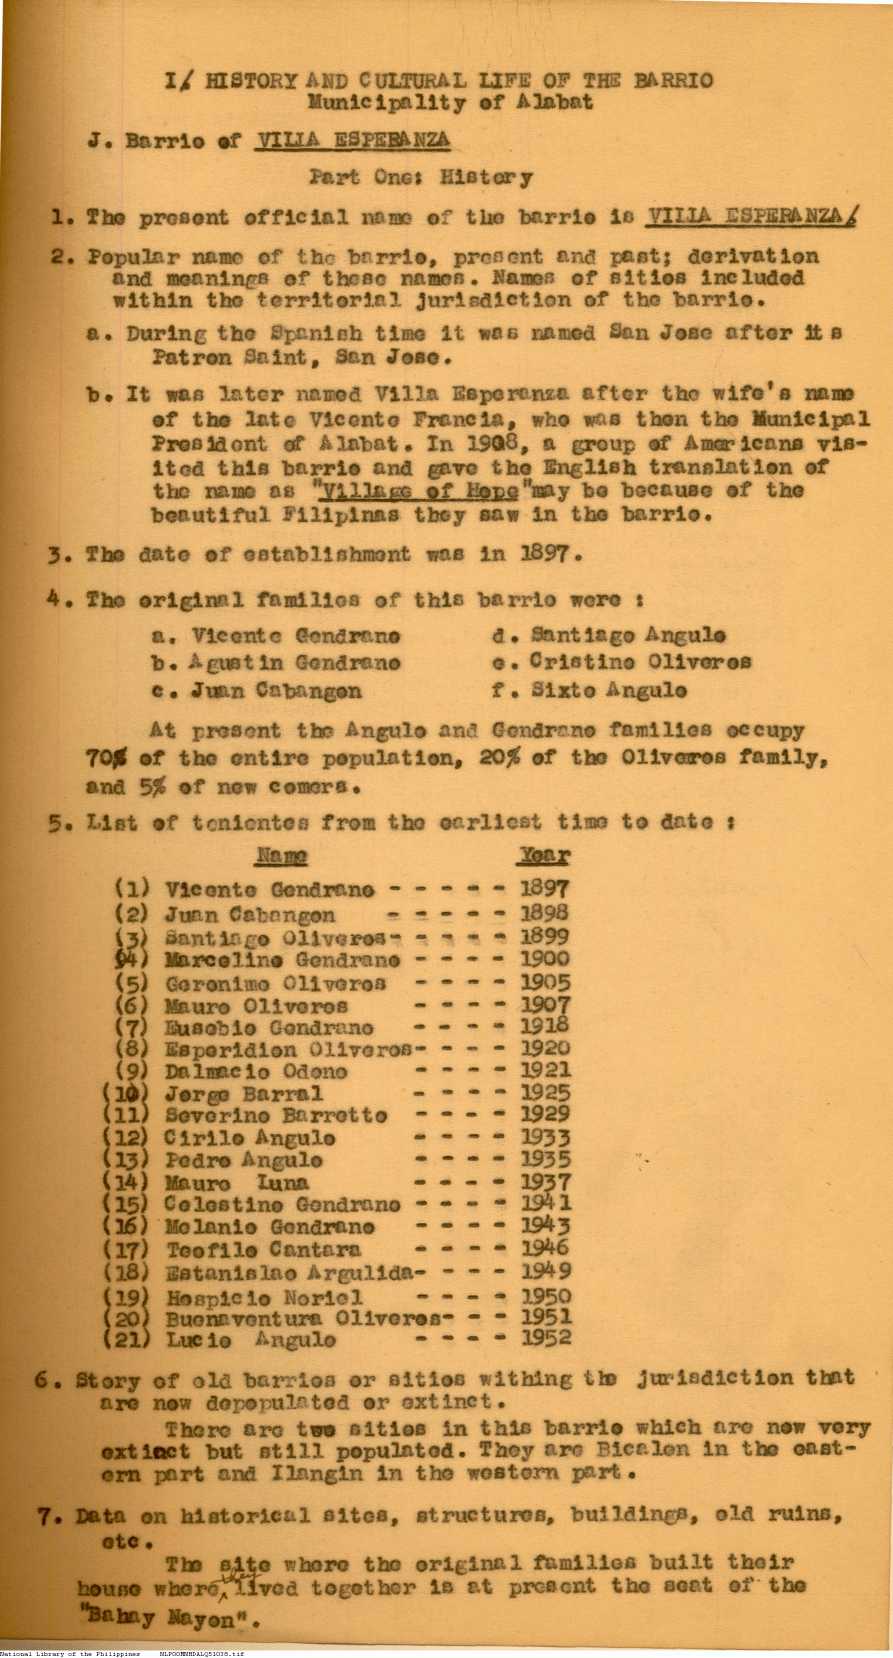 I/ HISTORY AND CULTURAL LIFE OF THE BARRIO
Municipality of Alabat
J. Barrio of VILLA ESPERANZA
Part One: History
1. The present official name of the barrio is VILLA ESPERANZA/
2. Popular name of the barrio, present and past; derivation
and meanings of these names. Names of sitios included
within the territorial jurisdiction of the barrio.
a. During the Spanish time it was named San Jose after its
Patron Saint, San Jose.
b. It was later named Villa Esperanza after the wife's name
of the late Vicente Francia, who was then the Municipal
President of Alabat. In 1908, a group of Americans vis-
ited this barrio and gave the English translation of
the name as "Village of Hope"may be because of the
beautiful Filipinas they saw in the barrio.
3. The date of establishment was in 1897.
4. The original families of this barrio were :
a. Vicente Gendrano d. Santiago Angulo
b. Agustin Gendrano e. Cristino Oliveros
c. Juan Cabangon f. Sixto Angulo
At present the Angulo and Gendrano families occupy
70% of the entire population, 20% of the Oliveros family,
and 5% of new comers.
5. List of tenientes from the earliest time to date :
Name Year
(1) Vicente Gendrano - - - - - 1897
(2) Juan Cabangon - - - - - 1898
(3) Santiago Oliveros- - - - - 1899
(4) Marcelino Gendrano - - - - 1900
(5) Geronimo Oliveros - - - - 1905
(6) Mauro Oliveros - - - - 1907
(7) Eusebio Gendrano - - - - 1918
(8) Esperidion Oliveros- - - - 1920
(9) Dalmacio Odono - - - - 1921
(10) Jorge Barral - - - - 1925
(11) Severino Barretto - - - - 1929
(12) Cirilo Angulo - - - - 1933
(13) Pedro Angulo - - - - 1935
(14) Mauro Luna - - - - 1937
(15) Celestino Gendrano - - - - 1941
(16) Melanio Gendrano - - - - 1943
(17) Teofilo Cantara - - - - 1946
(18) Estanislao Argulida- - - - 1949
(19) Hospicio Noriel - - - - 1950
(20) Buenaventura Oliveros- - - 1951
(21) Lucio Angulo - - - - 1952
6. Story of old barrios or sitios withing the jurisdiction that
are now depopulated or extinct.
There are two sitios in this barrio which are now very
extinct but still populated. They are Bicalen in the east-
ern part and Ilangin in the western part.
7. Data on historical sites, structures, buildings, old ruins,
etc.
The site where the original families built their
house where they lived together is at present the seat of the
"Bahay Nayon".
National Library of the Philippines